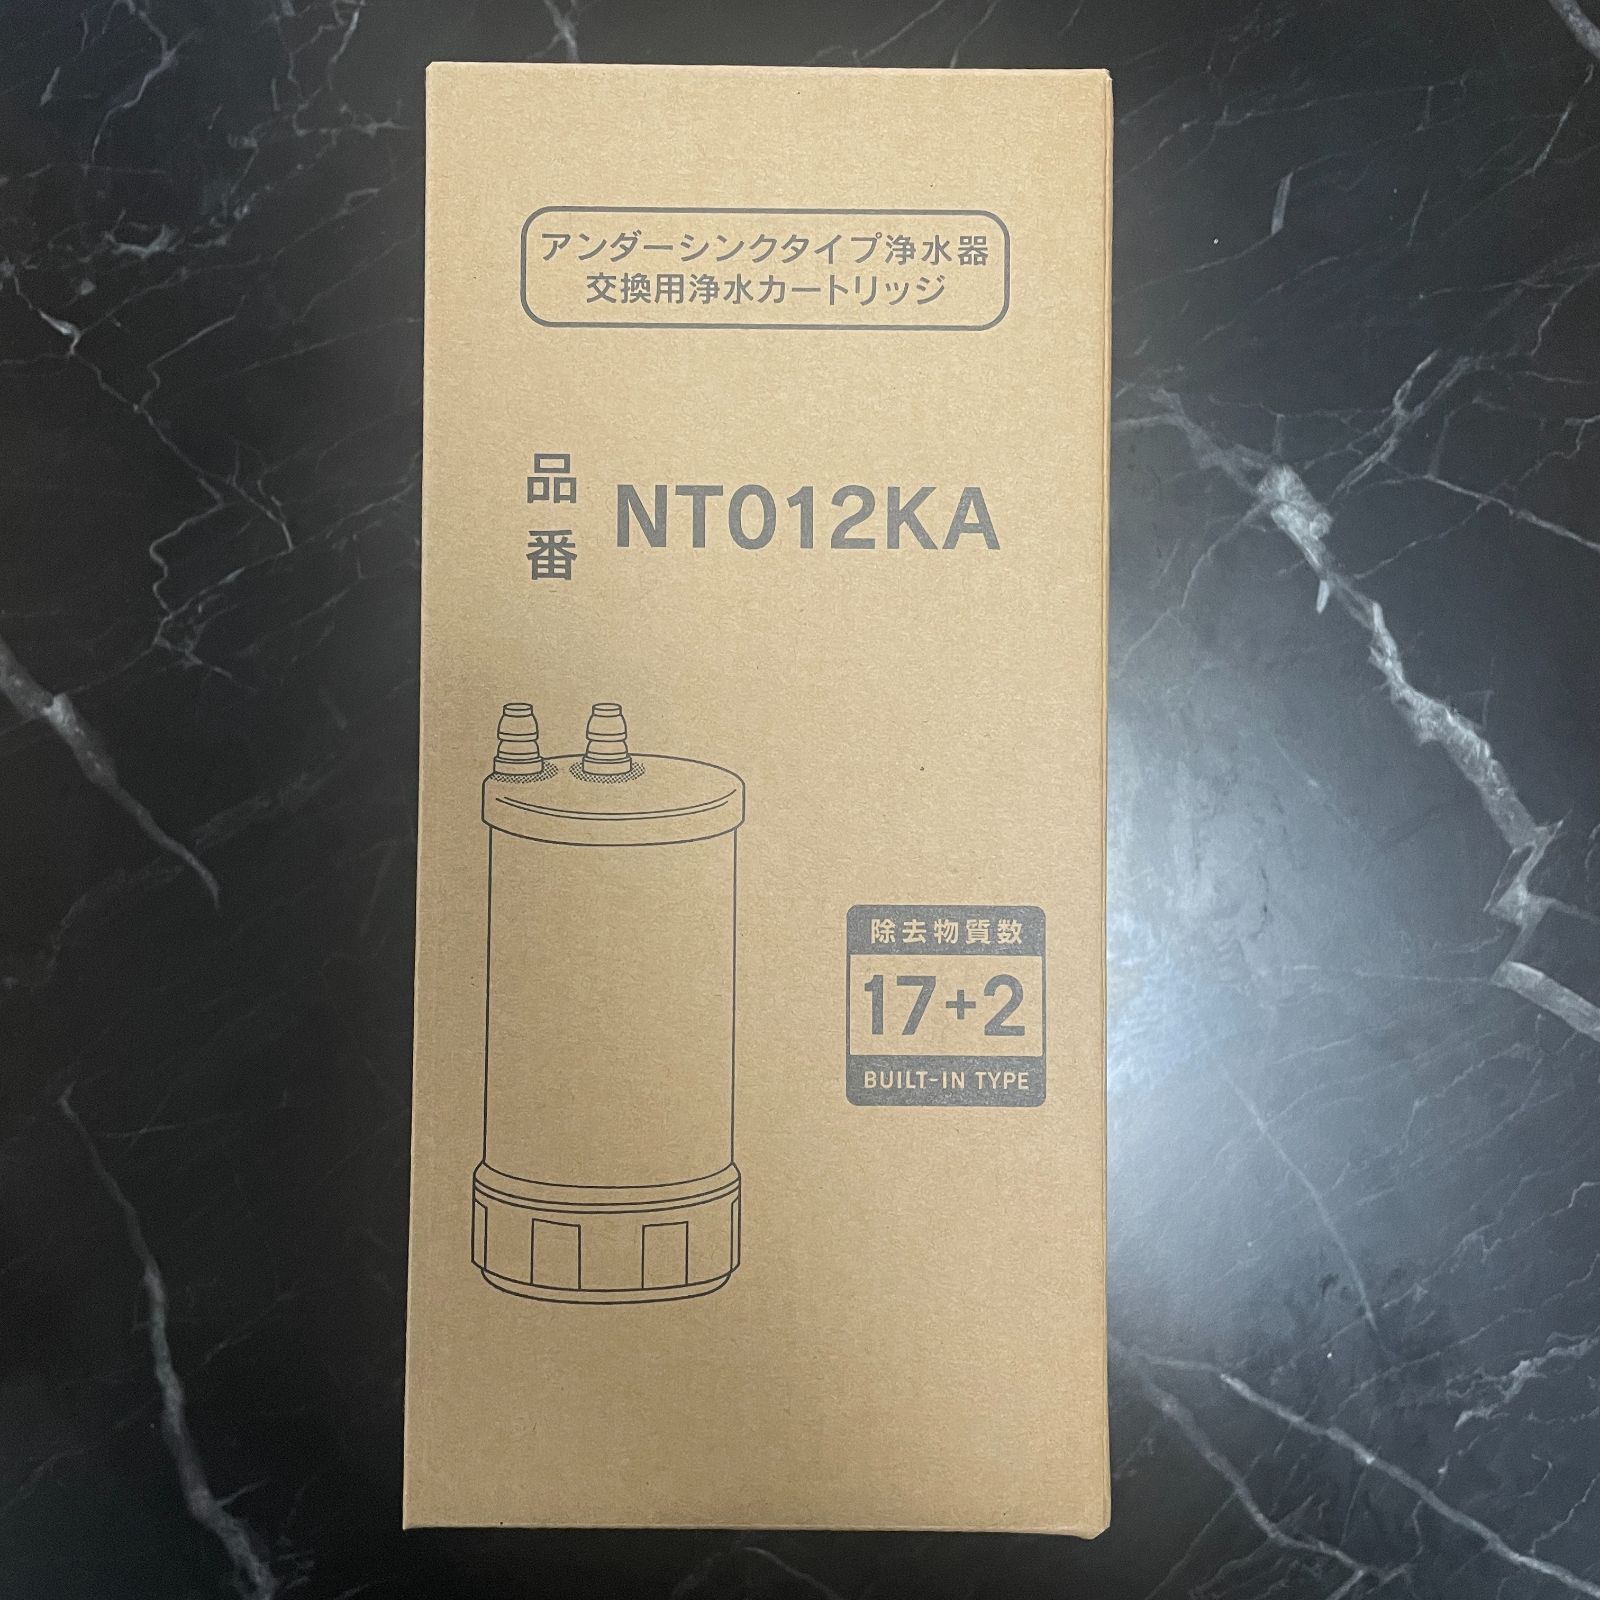 アンダーシンクタイプ浄水器
交換用浄水カートリッジ
品番 NT012KA
除去物質数
17+2
BUILT-IN TYPE